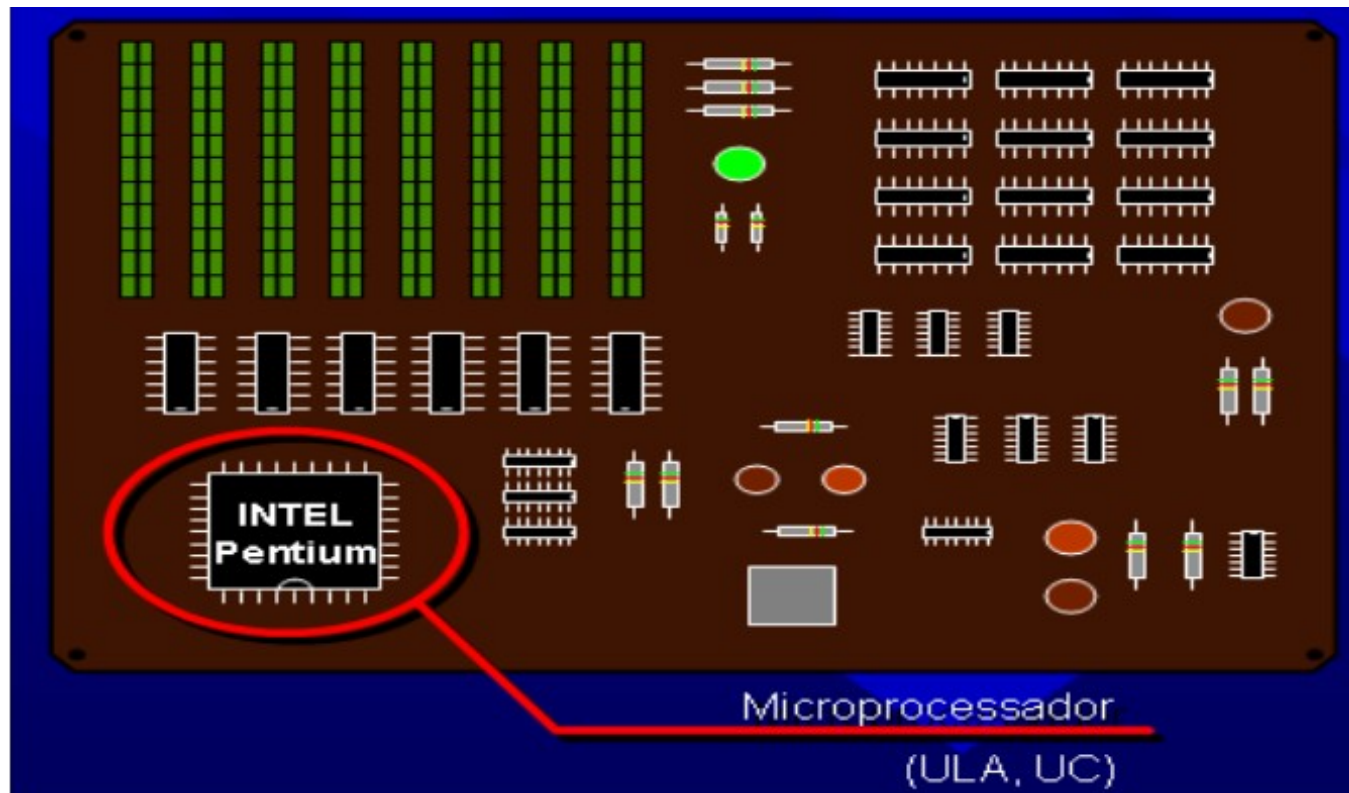 INTEL
Pentium
Microprocessador
(ULA, UC)